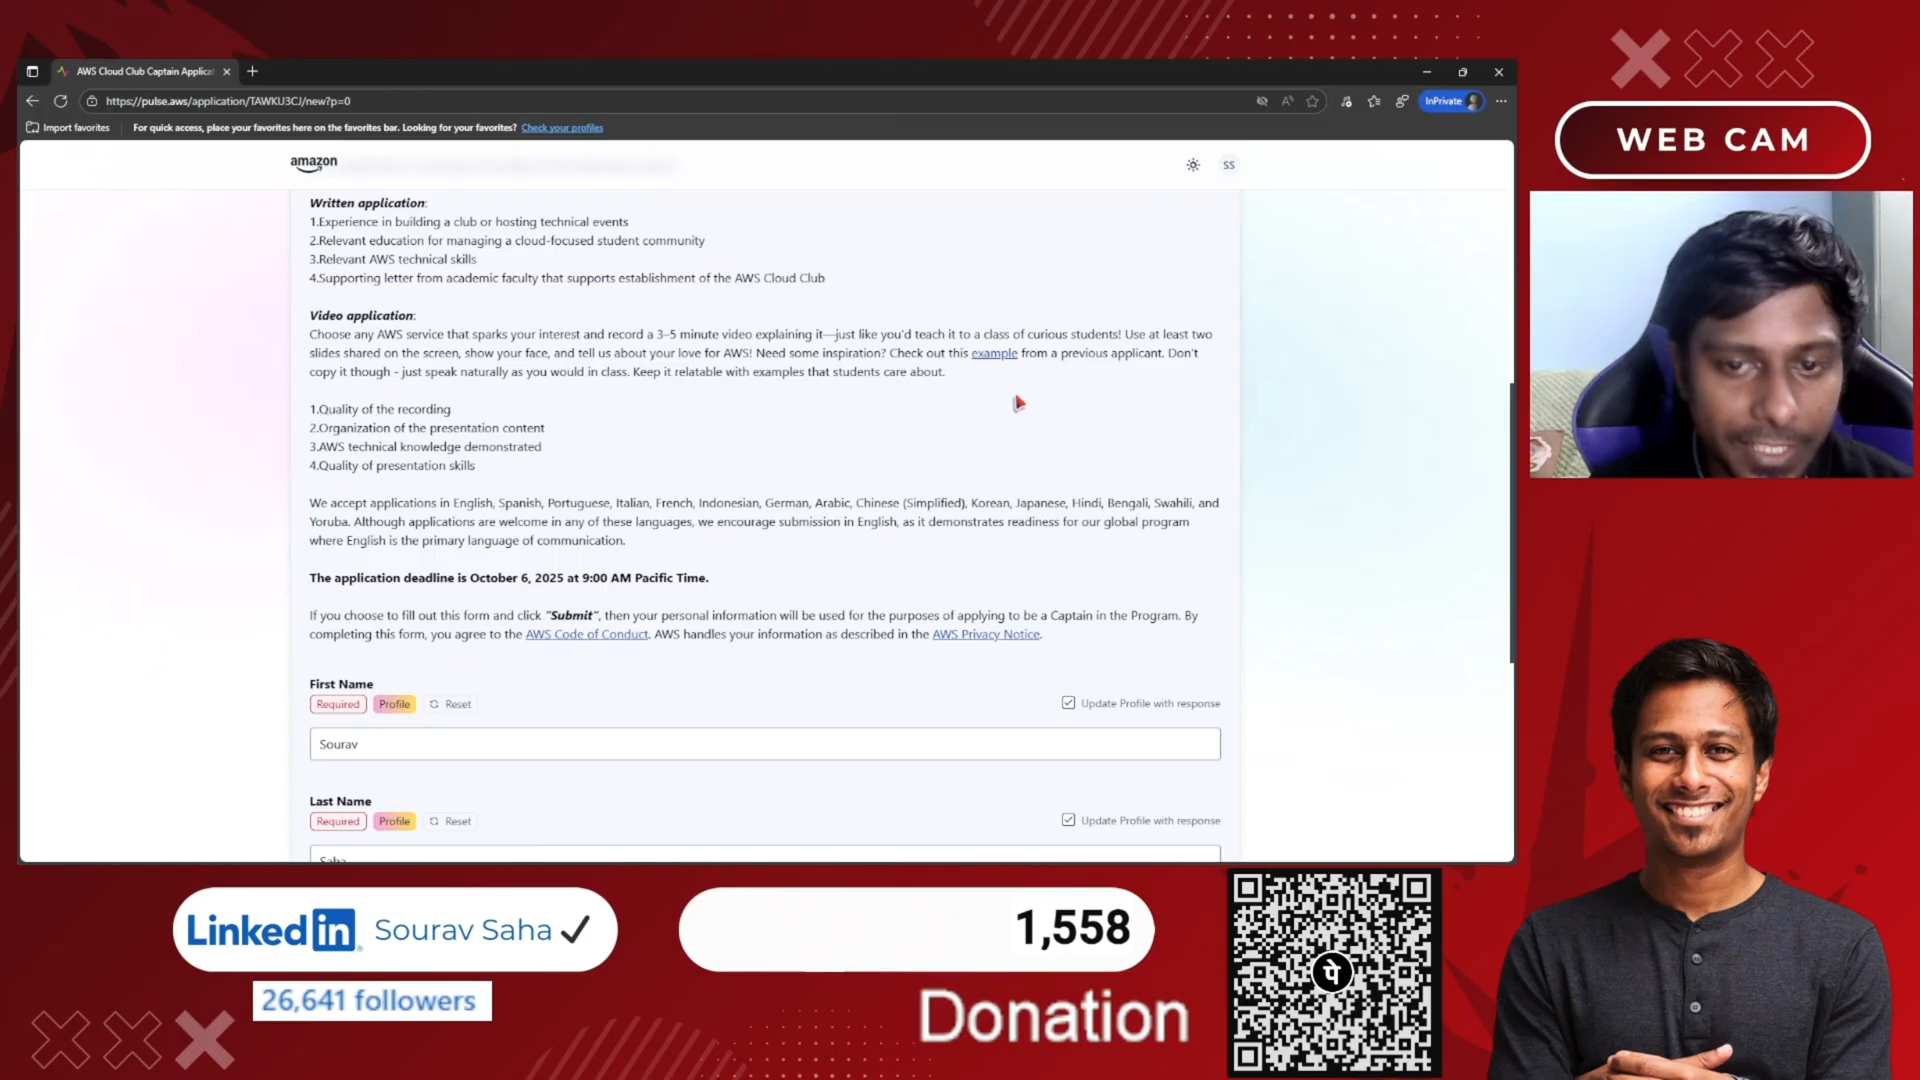 AWS Cloud Club Captain Applicat
https://pulse.aws/application/TAWKU3CJ/new?p=0
InPrivate
Import favorites
For quick access, place your favorites here on the favorites bar. Looking for your favorites? Check your profiles
amazon
SS
Written application:
1.Experience in building a club or hosting technical events
2.Relevant education for managing a cloud-focused student community
3.Relevant AWS technical skills
4.Supporting letter from academic faculty that supports establishment of the AWS Cloud Club
Video application:
Choose any AWS service that sparks your interest and record a 3–5 minute video explaining it—just like you'd teach it to a class of curious students! Use at least two
slides shared on the screen, show your face, and tell us about your love for AWS! Need some inspiration? Check out this example from a previous applicant. Don't
copy it though - just speak naturally as you would in class. Keep it relatable with examples that students care about.
1.Quality of the recording
2.Organization of the presentation content
3.AWS technical knowledge demonstrated
4.Quality of presentation skills
We accept applications in English, Spanish, Portuguese, Italian, French, Indonesian, German, Arabic, Chinese (Simplified), Korean, Japanese, Hindi, Bengali, Swahili, and
Yoruba. Although applications are welcome in any of these languages, we encourage submission in English, as it demonstrates readiness for our global program
where English is the primary language of communication.
The application deadline is October 6, 2025 at 9:00 AM Pacific Time.
If you choose to fill out this form and click "Submit", then your personal information will be used for the purposes of applying to be a Captain in the Program. By
completing this form, you agree to the AWS Code of Conduct. AWS handles your information as described in the AWS Privacy Notice.
First Name
Required Profile Reset Update Profile with response
Sourav
Last Name
Required Profile Reset Update Profile with response
Saha
WEB CAM
Linked in Sourav Saha
26,641 followers
1,558
Donation
पे